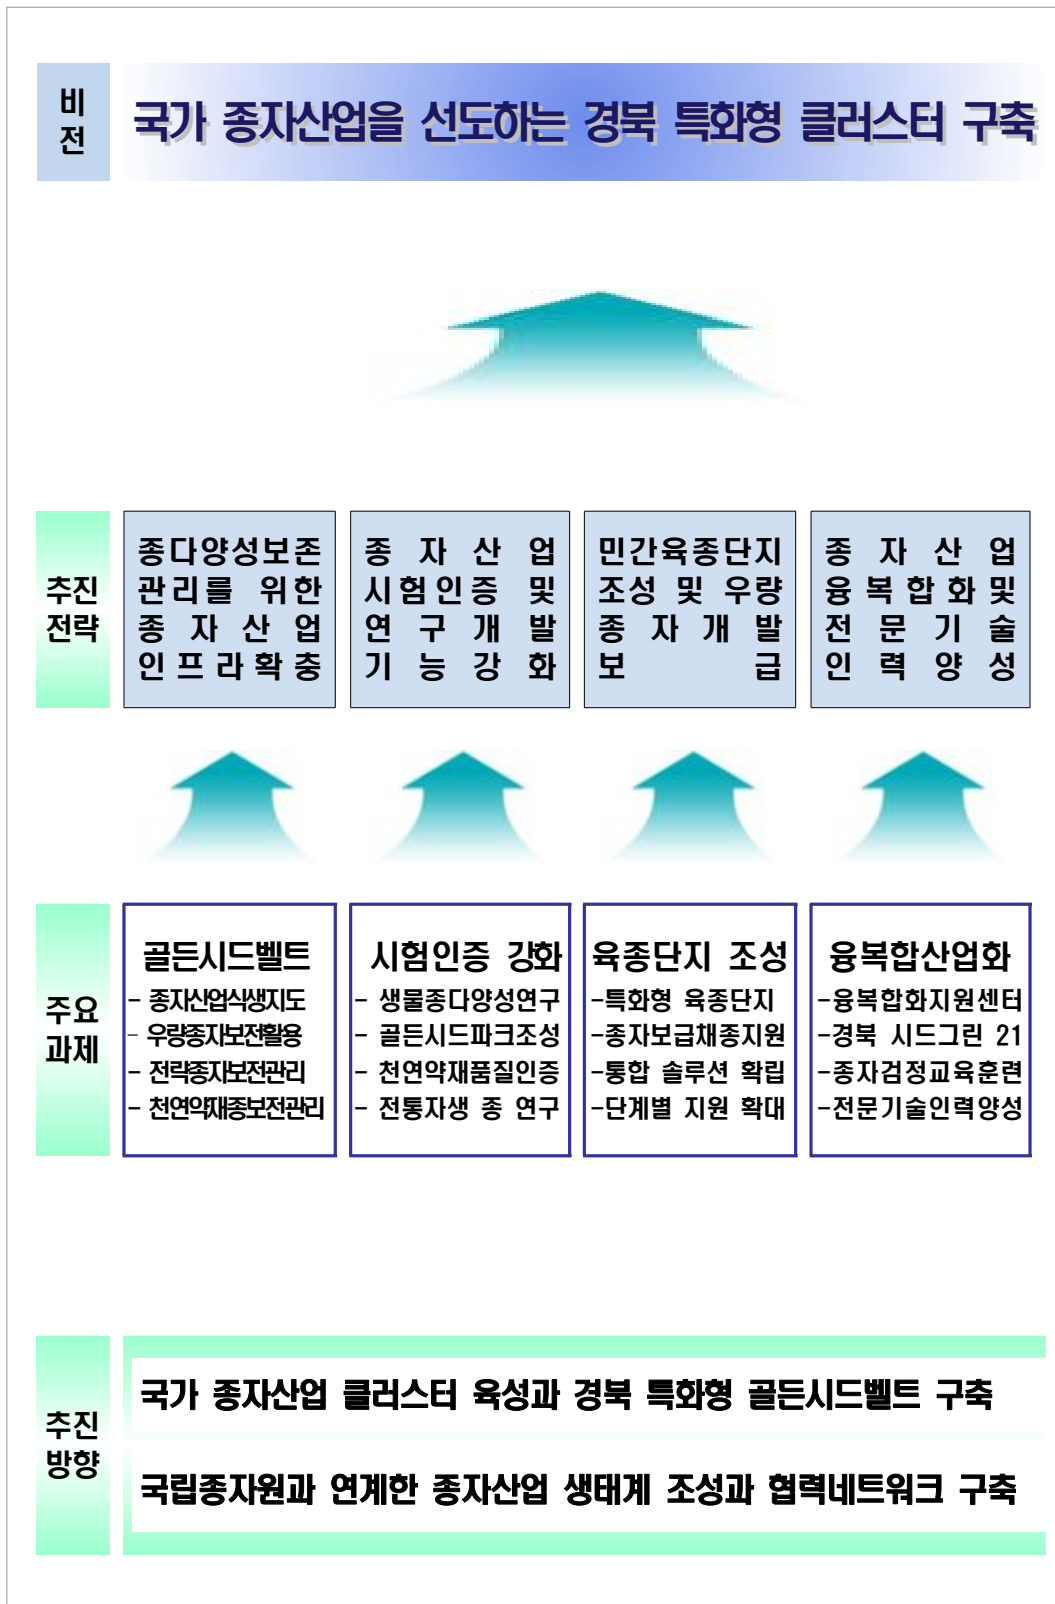 비전
국가 종자산업을 선도하는 경북 특화형 클러스터 구축
추진
전략
종다양성보존
관리를 위한
종자산업
인프라확충
종자산업
시험인증 및
연구개발
기능강화
민간육종단지
조성 및 우량
종자개발
보급
종자산업
융복합화및
전문기술
인력양성
주요
과제
골든시드벨트
- 종자산업식생지도
- 우량종자보전활용
- 전략종자보전관리
- 천연약재종보전관리
시험인증 강화
- 생물종다양성연구
- 골든시드파크조성
- 천연약재품질인증
- 전통자생 종 연구
육종단지 조성
-특화형 육종단지
-종자보급채종지원
-통합 솔루션 확립
-단계별 지원 확대
융복합산업화
-융복합화지원센터
-경북 시드그린 21
-종자검정교육훈련
-전문기술인력양성
추진
방향
국가 종자산업 클러스터 육성과 경북 특화형 골든시드벨트 구축
국립종자원과 연계한 종자산업 생태계 조성과 협력네트워크 구축